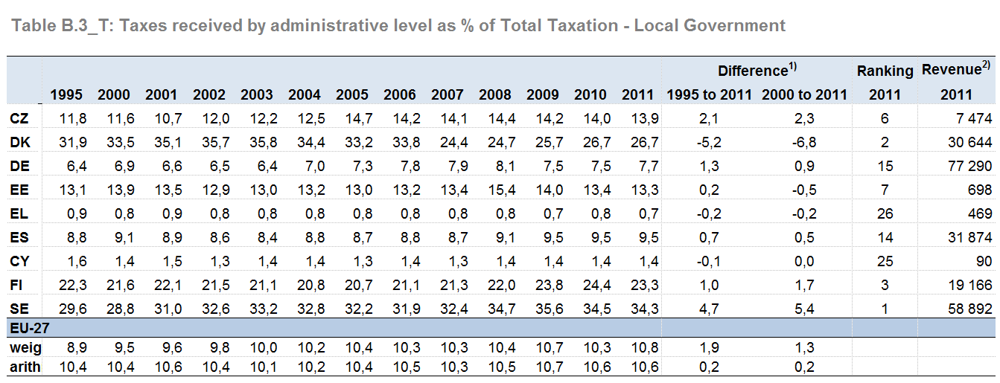 Table B.3_T: Taxes received by administrative level as % of Total Taxation - Local Government
Difference1) Ranking Revenue2)
1995 2000 2001 2002 2003 2004 2005 2006 2007 2008 2009 2010 2011 1995 to 2011 2000 to 2011 2011 2011
CZ 11,8 11,6 10,7 12,0 12,2 12,5 14,7 14,2 14,1 14,4 14,2 14,0 13,9 2,1 2,3 6 7 474
DK 31,9 33,5 35,1 35,7 35,8 34,4 33,2 33,8 24,4 24,7 25,7 26,7 26,7 -5,2 -6,8 2 30 644
DE 6,4 6,9 6,6 6,5 6,4 7,0 7,3 7,8 7,9 8,1 7,5 7,5 7,7 1,3 0,9 15 77 290
EE 13,1 13,9 13,5 12,9 13,0 13,2 13,0 13,2 13,4 15,4 14,0 13,4 13,3 0,2 -0,5 7 698
EL 0,9 0,8 0,9 0,8 0,8 0,8 0,8 0,8 0,8 0,8 0,7 0,8 0,7 -0,2 -0,2 26 469
ES 8,8 9,1 8,9 8,6 8,4 8,8 8,7 8,8 8,7 9,1 9,5 9,5 9,5 0,7 0,5 14 31 874
CY 1,6 1,4 1,5 1,3 1,4 1,4 1,3 1,4 1,3 1,4 1,4 1,4 1,4 -0,1 0,0 25 90
FI 22,3 21,6 22,1 21,5 21,1 20,8 20,7 21,1 21,3 22,0 23,8 24,4 23,3 1,0 1,7 3 19 166
SE 29,6 28,8 31,0 32,6 33,2 32,8 32,2 31,9 32,4 34,7 35,6 34,5 34,3 4,7 5,4 1 58 892
EU-27
weig 8,9 9,5 9,6 9,8 10,0 10,2 10,4 10,3 10,3 10,4 10,7 10,3 10,8 1,9 1,3
arith 10,4 10,4 10,6 10,4 10,1 10,2 10,4 10,5 10,3 10,5 10,7 10,6 10,6 0,2 0,2